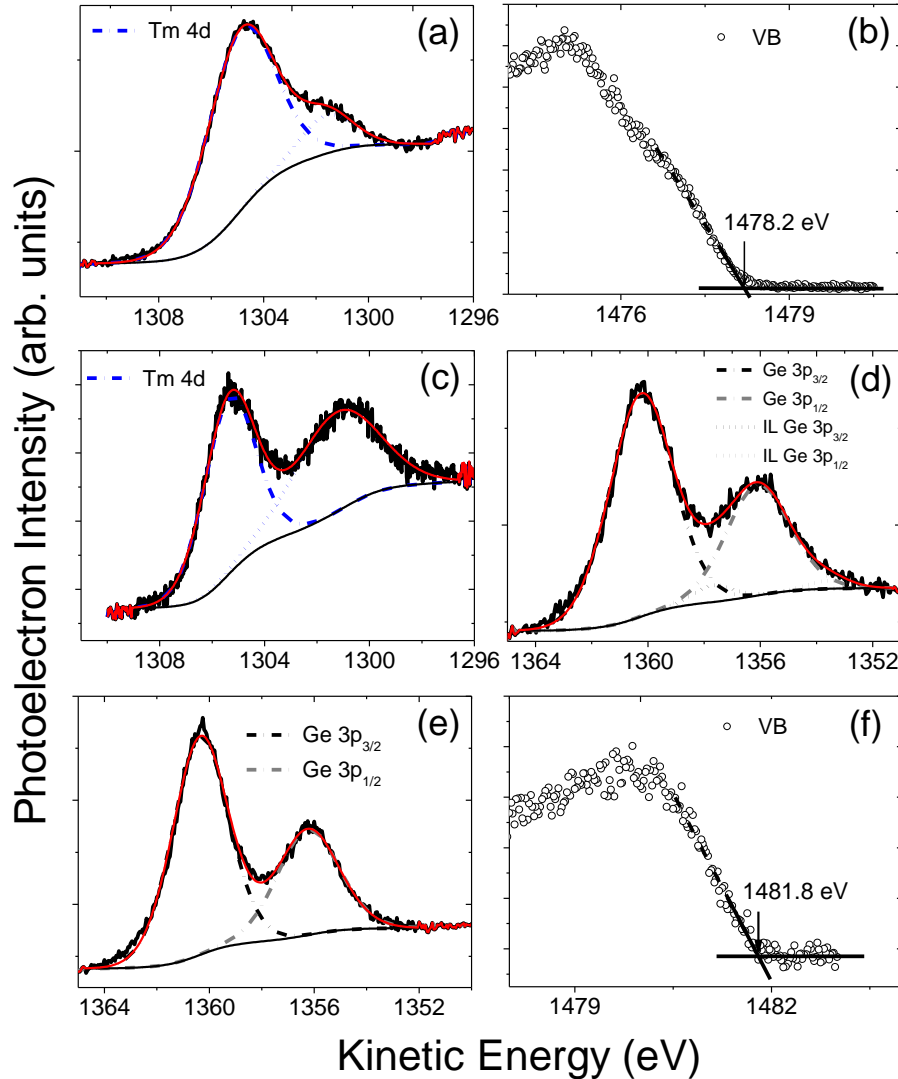 Photoelectron Intensity (arb. units)
Tm 4d
(a)
1308 1304 1300 1296
VB
(b)
1478.2 eV
1476 1479
Tm 4d
(c)
1308 1304 1300 1296
Ge 3p3/2
Ge 3p1/2
IL Ge 3p3/2
IL Ge 3p1/2
(d)
1364 1360 1356 1352
(e)
Ge 3p3/2
Ge 3p1/2
1364 1360 1356 1352
VB
(f)
1481.8 eV
1479 1482
Kinetic Energy (eV)